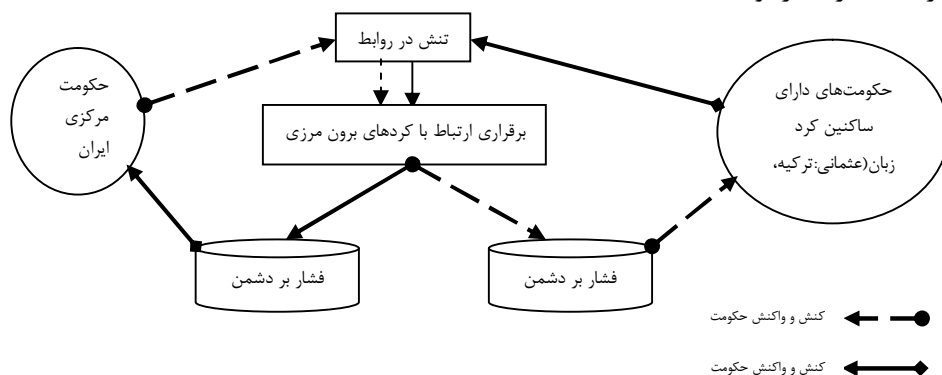 تنش در روابط
حکومت
مرکزی
ایران
حکومت‌های دارای
ساکنین کرد
زبان(عثمانی:ترکیه،
برقراری ارتباط با کردهای برون مرزی
فشار بر دشمن
فشار بر دشمن
کنش و واکنش حکومت
کنش و واکنش حکومت